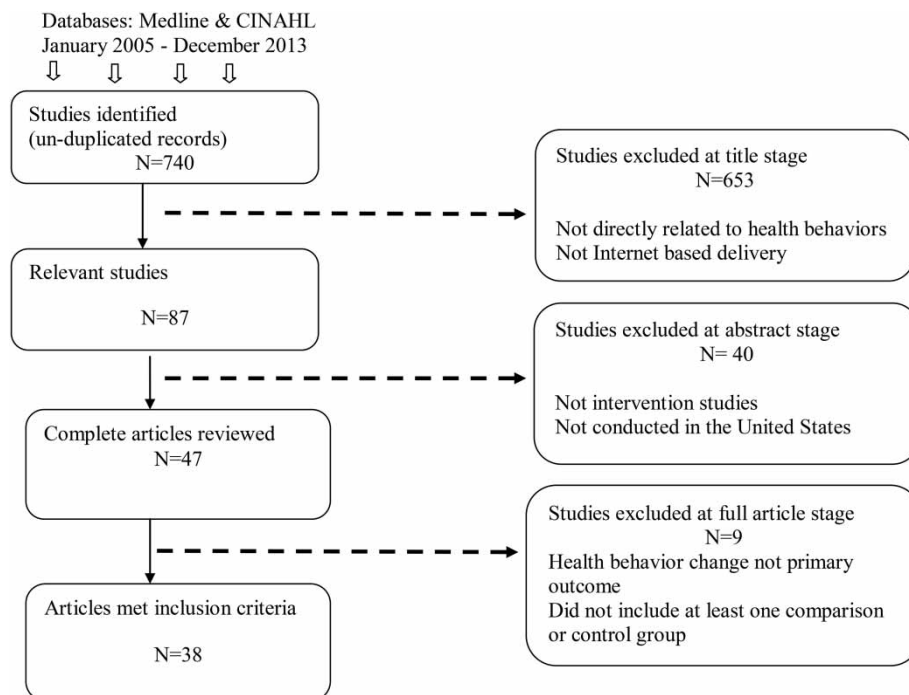 Databases: Medline & CINAHL
January 2005 - December 2013
Studies identified
(un-duplicated records)
N=740
Studies excluded at title stage
N=653
Not directly related to health behaviors
Not Internet based delivery
Relevant studies
N=87
Studies excluded at abstract stage
N= 40
Not intervention studies
Not conducted in the United States
Complete articles reviewed
N=47
Studies excluded at full article stage
N=9
Health behavior change not primary
outcome
Did not include at least one comparison
or control group
Articles met inclusion criteria
N=38